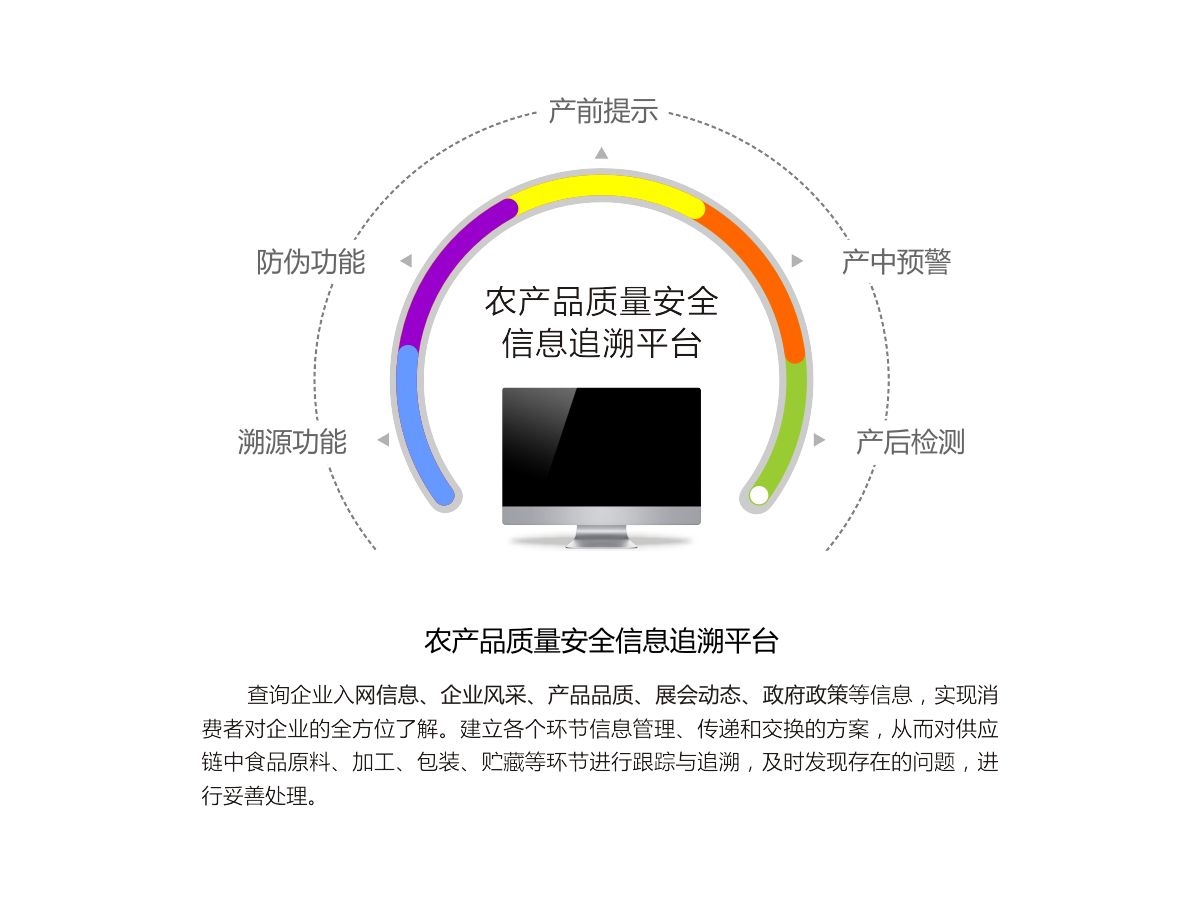 产前提示
防伪功能
产中预警
农产品质量安全
信息追溯平台
溯源功能
产后检测
农产品质量安全信息追溯平台
查询企业入网信息、企业风采、产品品质、展会动态、政府政策等信息，实现消
费者对企业的全方位了解。建立各个环节信息管理、传递和交换的方案，从而对供应
链中食品原料、加工、包装、贮藏等环节进行跟踪与追溯，及时发现存在的问题，进
行妥善处理。